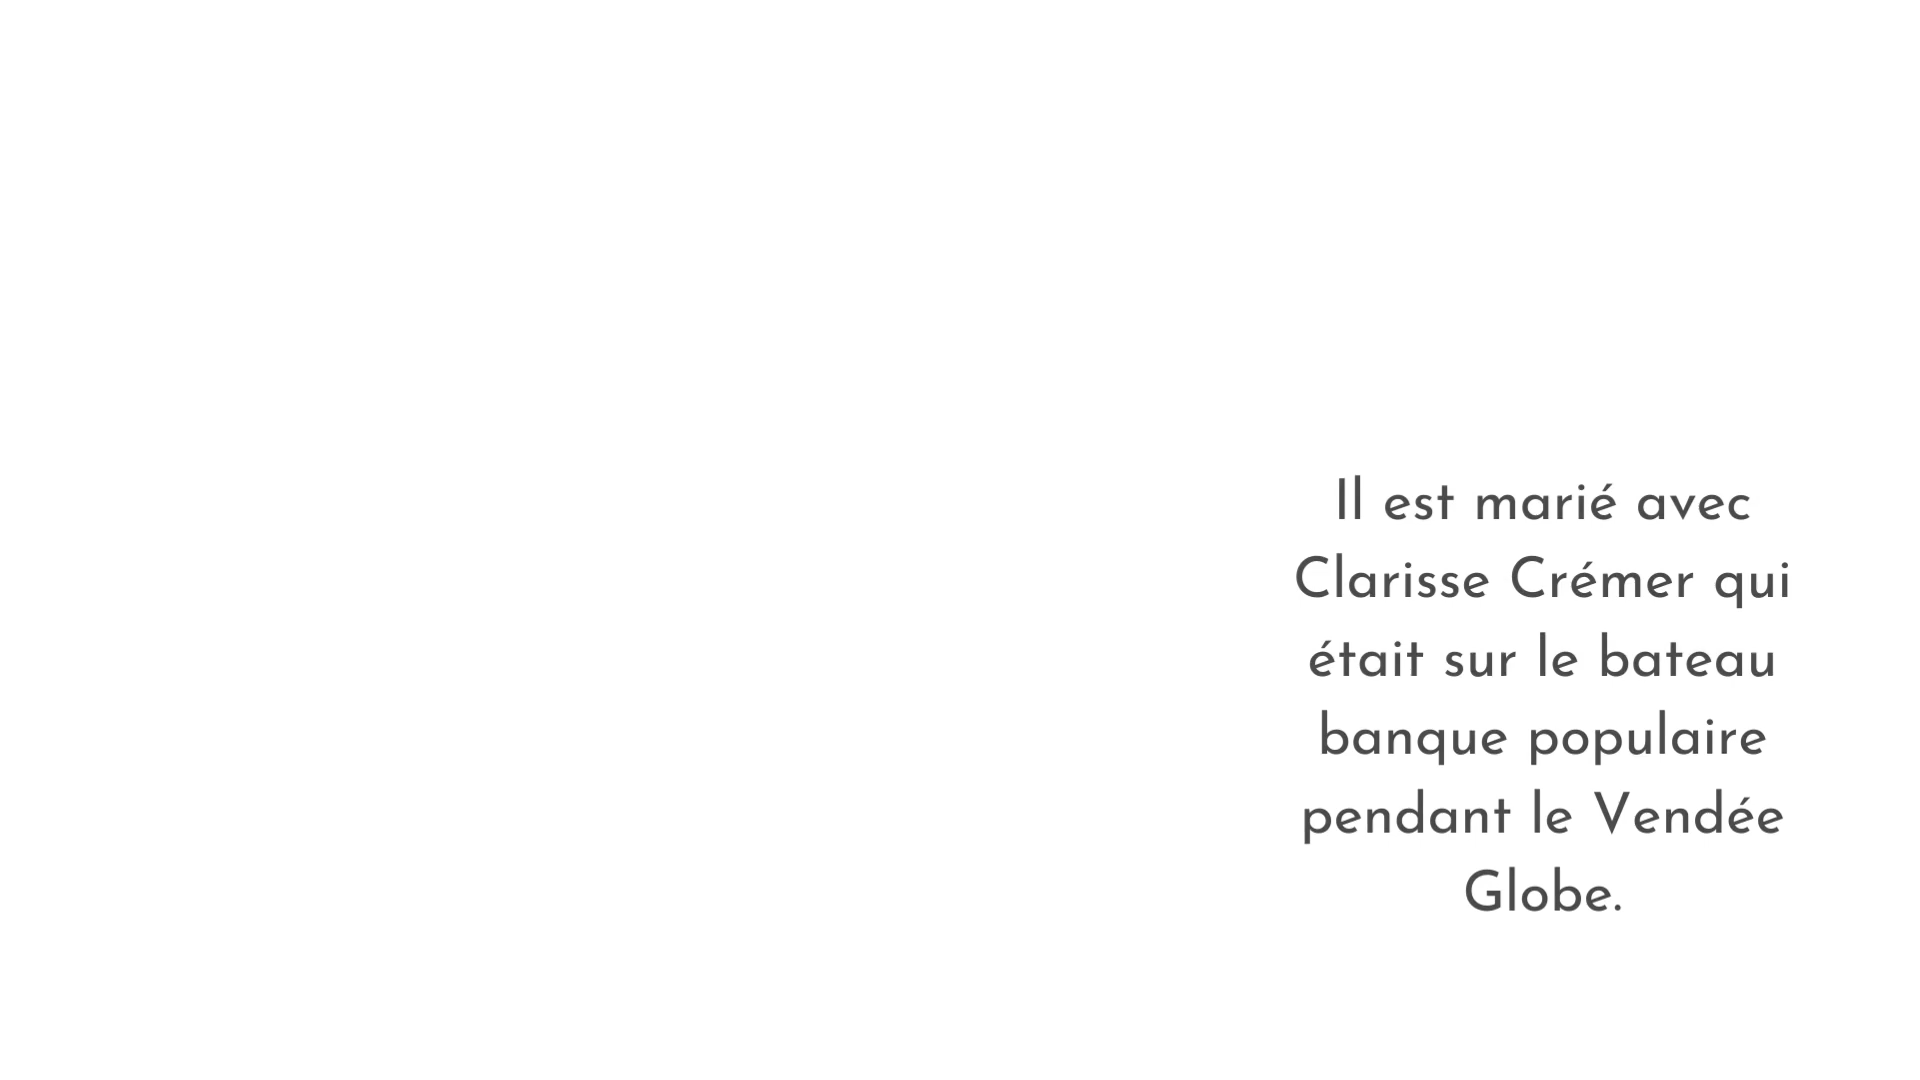 Il est marié avec
Clarisse Crémer qui
était sur le bateau
banque populaire
pendant le Vendée
Globe.